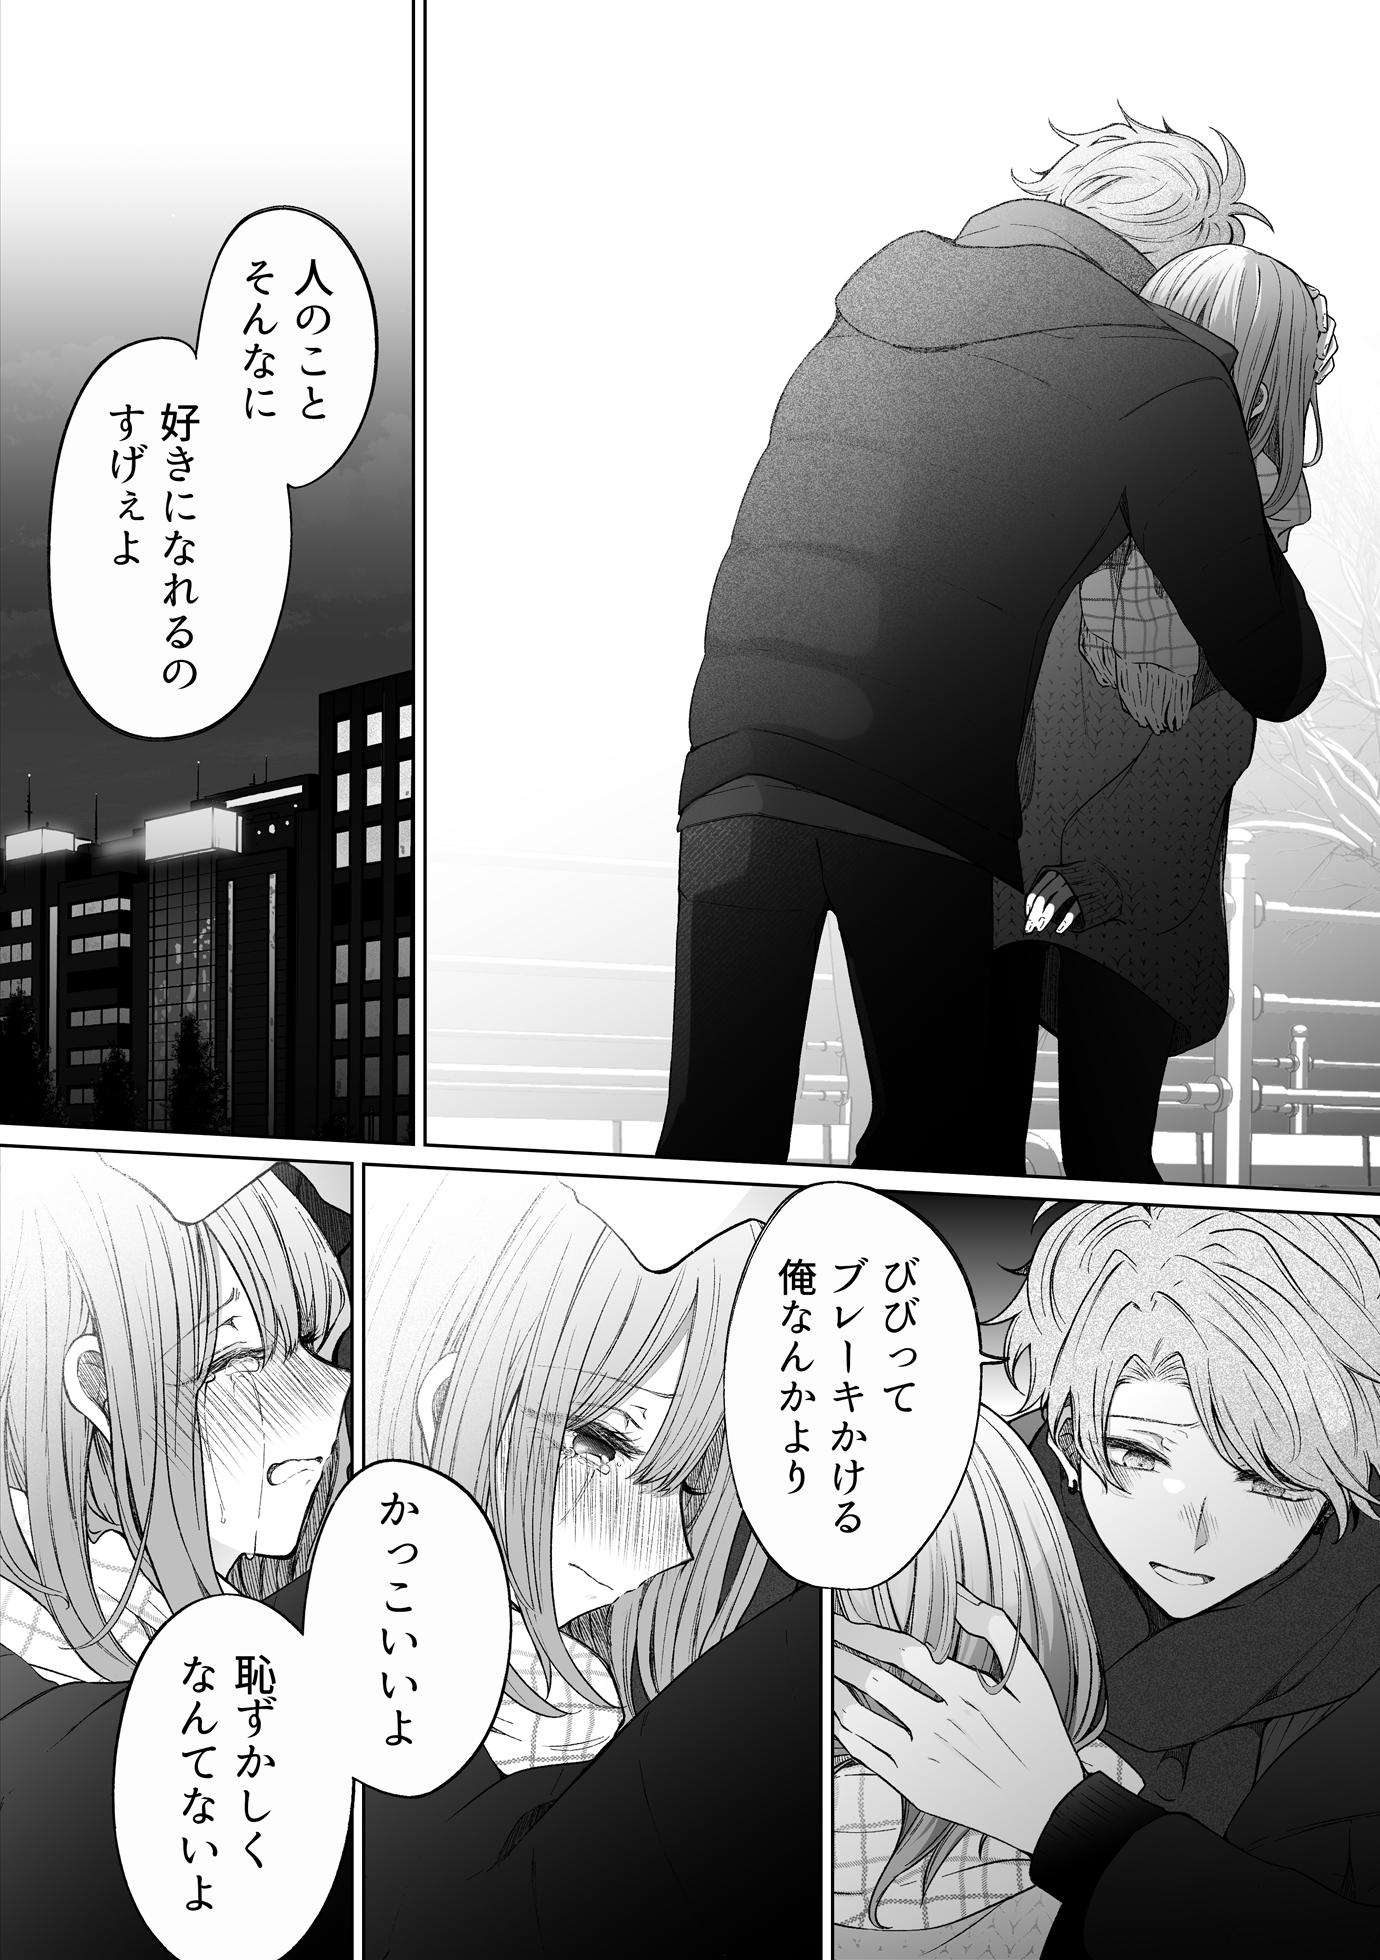 人のこと
そんなに
好きになれるの
すげぇよ
びびって
ブレーキかける
俺なんかより
かっこいいよ
恥ずかしく
なんてないよ